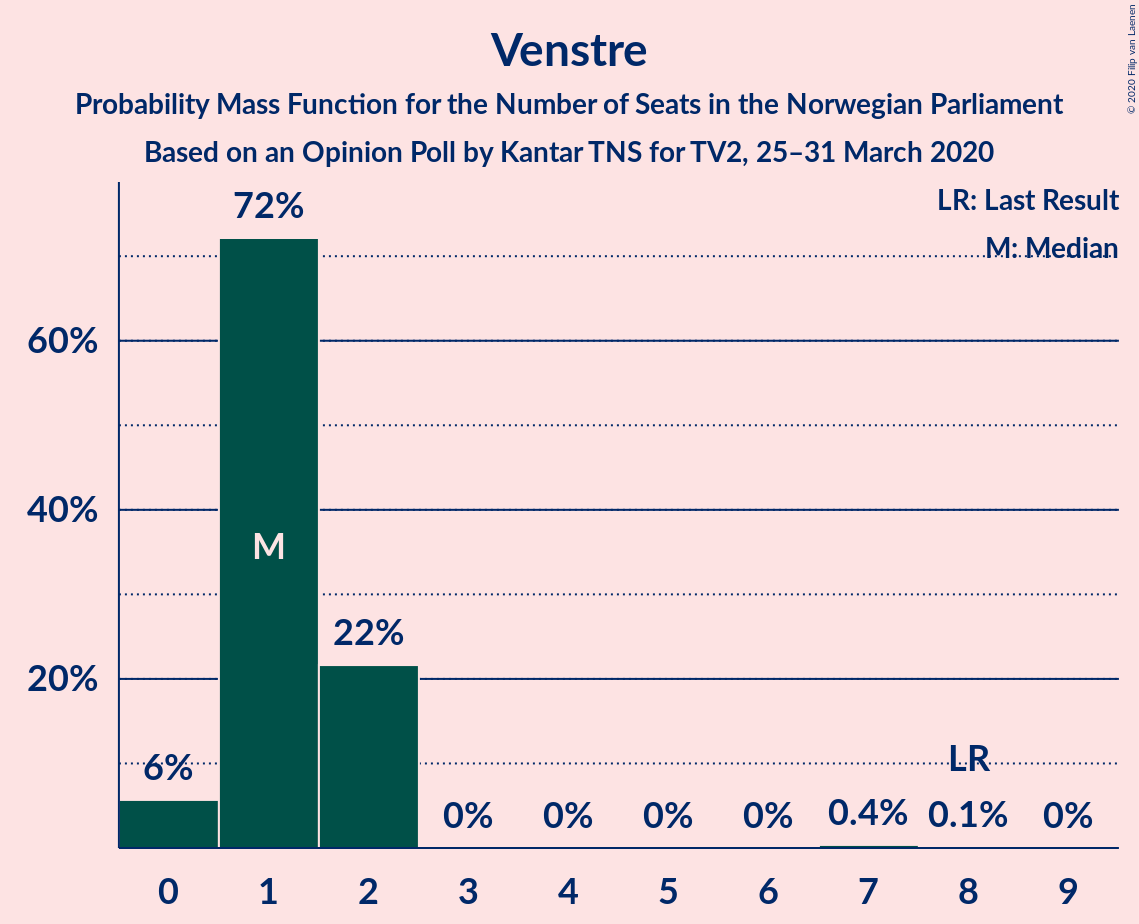 Venstre
Probability Mass Function for the Number of Seats in the Norwegian Parliament
Based on an Opinion Poll by Kantar TNS for TV2, 25–31 March 2020
© 2020 Filip van Laenen
LR: Last Result
M: Median
72%
60%
40%
M
22%
20%
6%
LR
0%
0%
0%
0%
0.4%
0.1%
0%
0 1 2 3 4 5 6 7 8 9